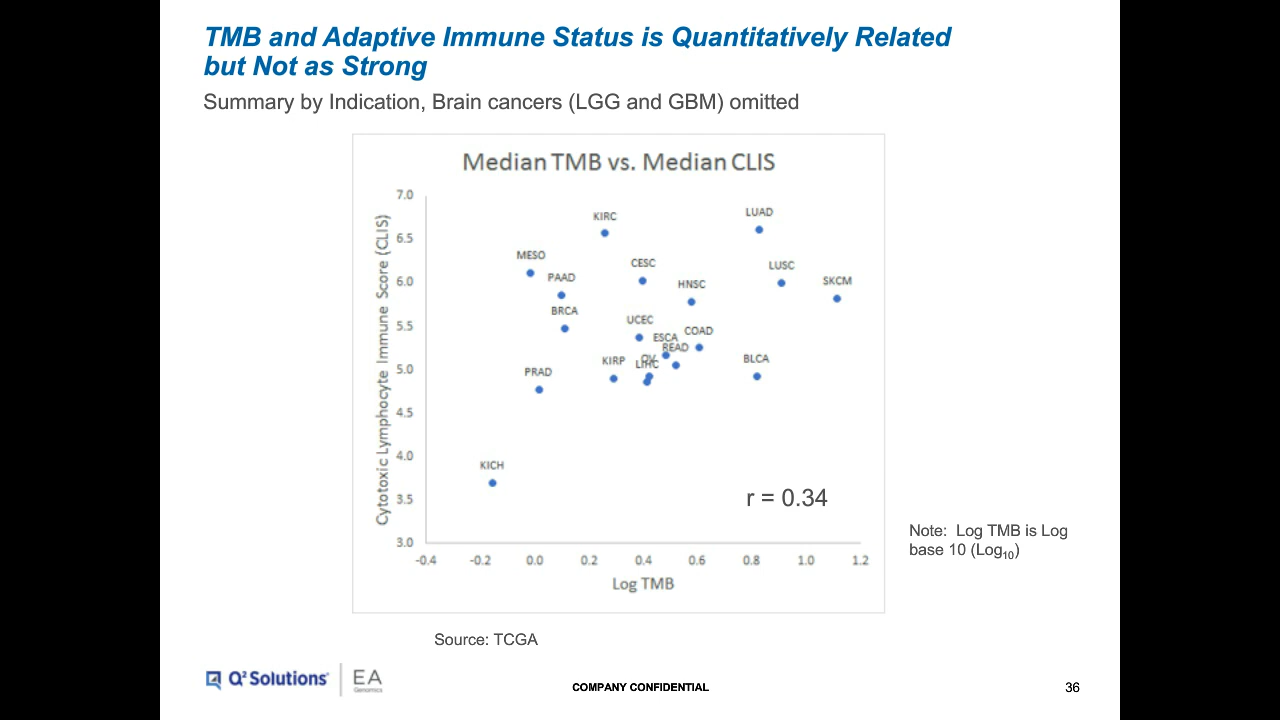 TMB and Adaptive Immune Status is Quantitatively Related
but Not as Strong
Summary by Indication, Brain cancers (LGG and GBM) omitted
Median TMB vs. Median CLIS
Cytotoxic Lymphocyte Immune Score (CLIS)
7.0
6.5
6.0
5.5
5.0
4.5
4.0
3.5
3.0
KIRC
LUAD
MESO
CESC
LUSC
PAAD
HNSC
SKCM
BRCA
UCEC
COAD
ESCA
READ
OV
KIRP
LIHC
BLCA
PRAD
KICH
r = 0.34
-0.4 -0.2 0.0 0.2 0.4 0.6 0.8 1.0 1.2
Log TMB
Note: Log TMB is Log
base 10 (Log10)
Source: TCGA
Q² Solutions
EA
Genomics
COMPANY CONFIDENTIAL
36